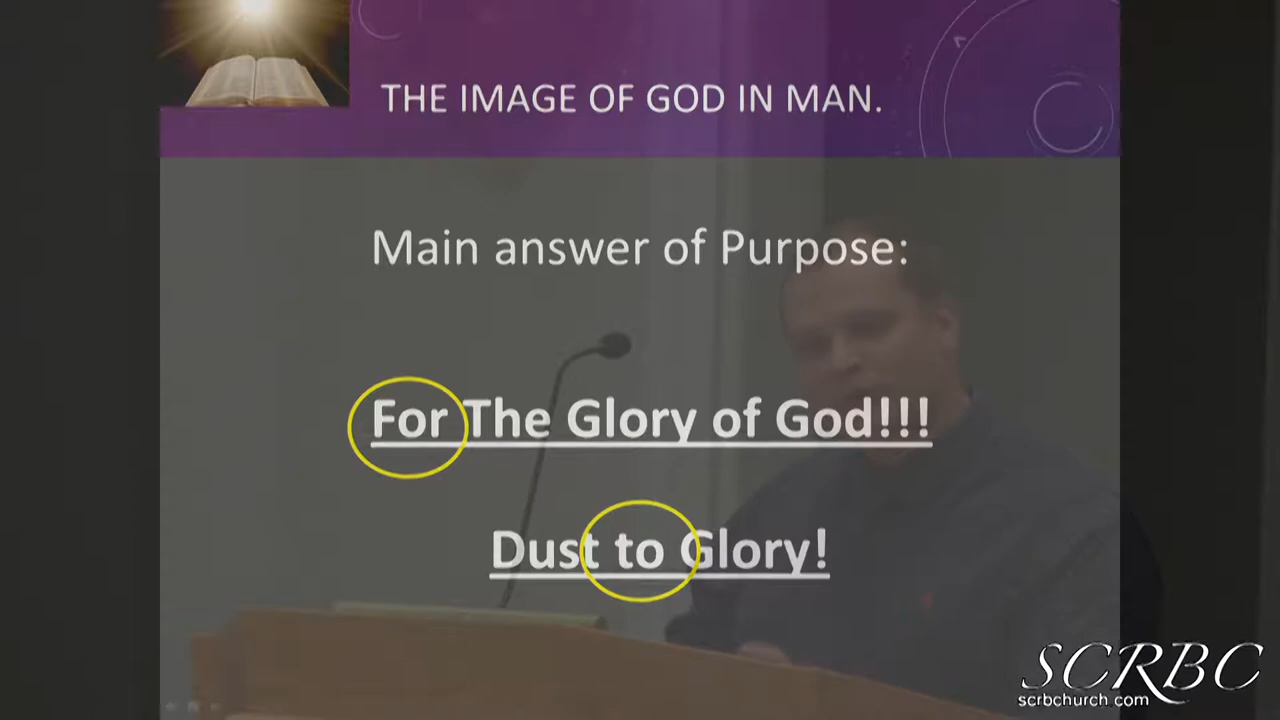 THE IMAGE OF GOD IN MAN.
Main answer of Purpose:
For The Glory of God!!!
Dust to Glory!
SCRBC
scrbchurch.com